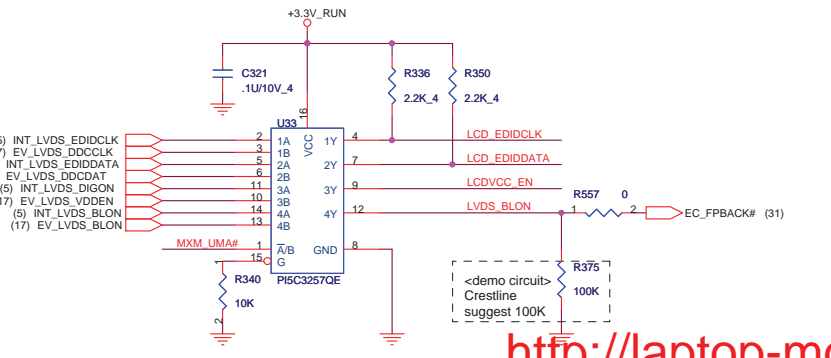 +3.3V_RUN
C321
.1U/10V_4
R336
2.2K_4
R350
2.2K_4
16
U33
VCC
INT_LVDS_EDIDCLK 2 1A 1Y 4 LCD_EDIDCLK
EV_LVDS_DDCCLK 3 1B
INT_LVDS_EDIDDATA 5 2A 2Y 7 LCD_EDIDDATA
EV_LVDS_DDCDAT 6 2B
(5) INT_LVDS_DIGON 11 3A 3Y 9 LCDVCC_EN
EV_LVDS_VDDEN 10 3B
(5) INT_LVDS_BLON 14 4A 4Y 12 LVDS_BLON
(17) EV_LVDS_BLON 13 4B
R557 0
1 2 EC_FPBACK# (31)
MXM_UMA# 1 A/B GND 8
15 G
PI5C3257QE
1 R340
10K
2
<demo circuit>
Crestline
suggest 100K
R375
100K